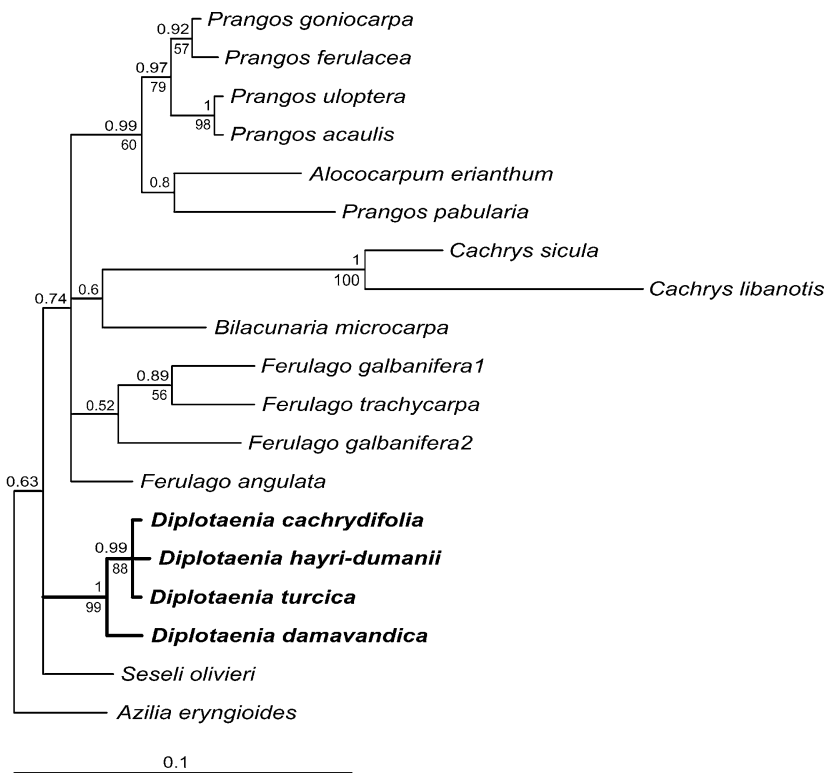 Prangos goniocarpa
0.92
57
Prangos ferulacea
0.97
79
Prangos uloptera
1
98
Prangos acaulis
0.99
60
Alococarpum erianthum
0.8
Prangos pabularia
Cachrys sicula
1
100
Cachrys libanotis
0.6
0.74
Bilacunaria microcarpa
Ferulago galbanifera1
0.89
56
Ferulago trachycarpa
0.52
Ferulago galbanifera2
Ferulago angulata
0.63
Diplotaenia cachrydifolia
0.99
88
Diplotaenia hayri-dumanii
1
99
Diplotaenia turcica
Diplotaenia damavandica
Seseli olivieri
Azilia eryngioides
0.1